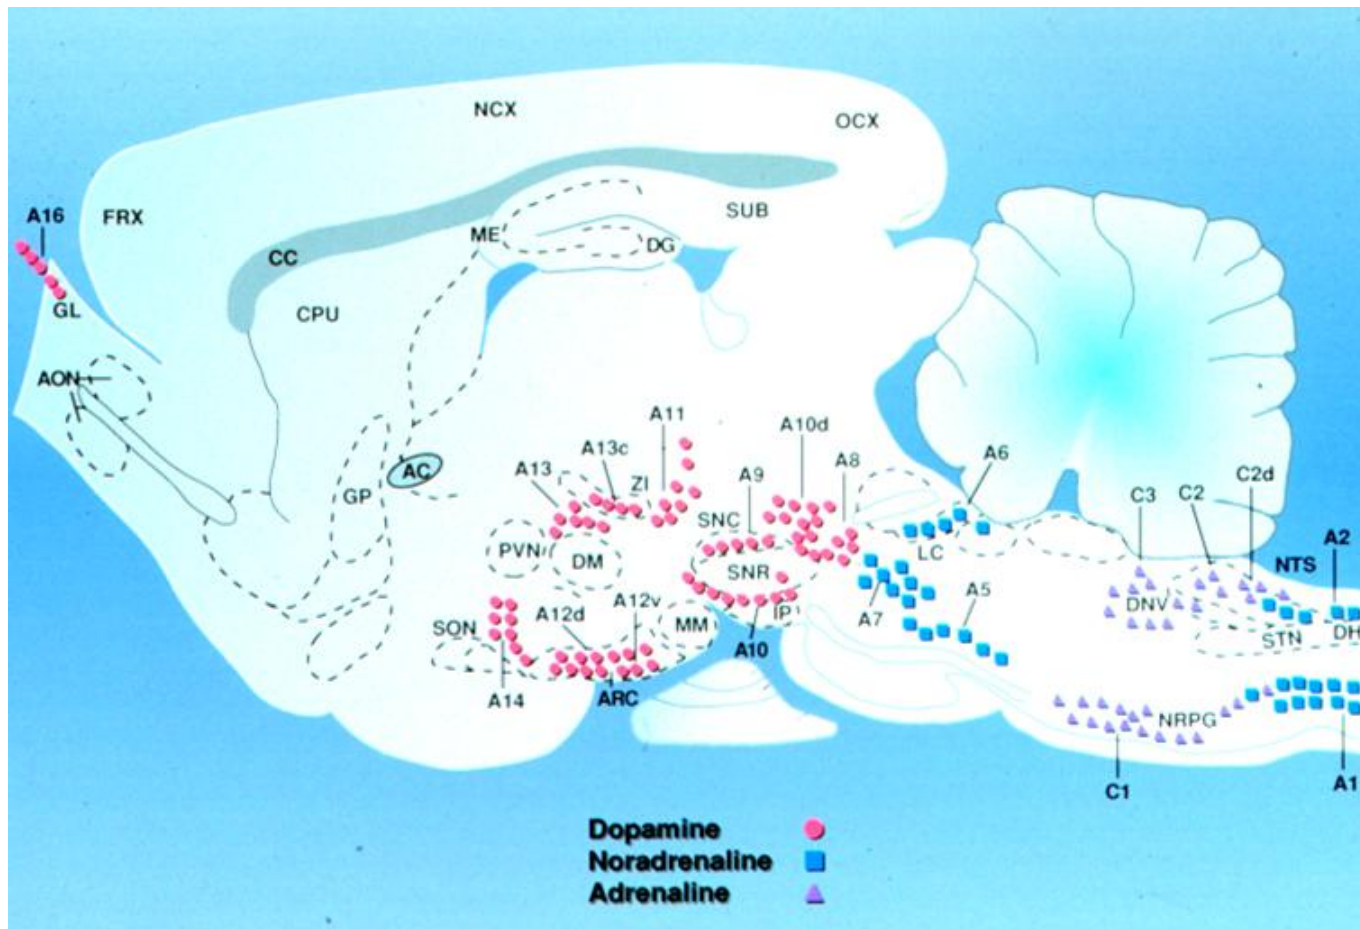 NCX
OCX
A16
FRX
SUB
ME
DG
CC
GL
CPU
AON
A11
A10d
A13c
A8
A6
A13
AC
ZI
A9
C2d
GP
C3
C2
SNC
A2
PVN
DM
LC
NTS
SNR
A12d
A12v
A5
DNV
IP
A7
SON
MM
STN
DH
A10
A14
ARC
NRPG
C1
A1
Dopamine
Noradrenaline
Adrenaline